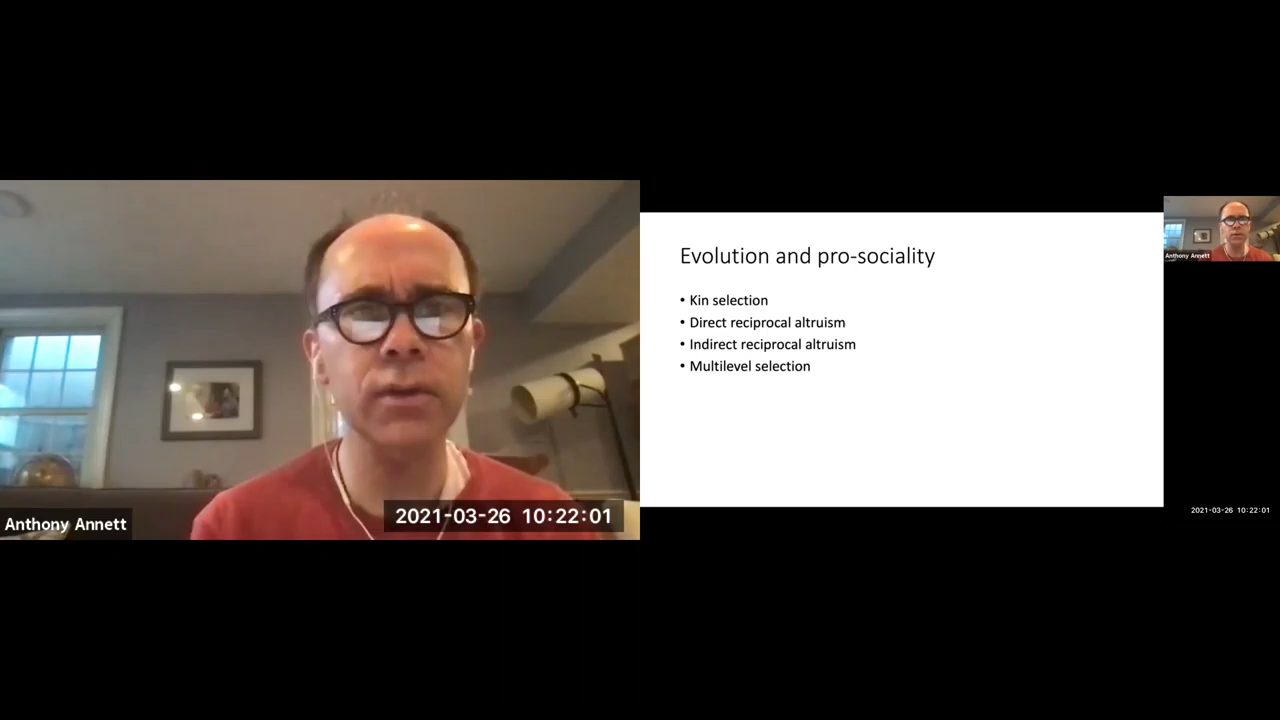 Anthony Annett
2021-03-26 10:22:01
Evolution and pro-sociality
• Kin selection
• Direct reciprocal altruism
• Indirect reciprocal altruism
• Multilevel selection
Anthony Annett
2021-03-26 10:22:01